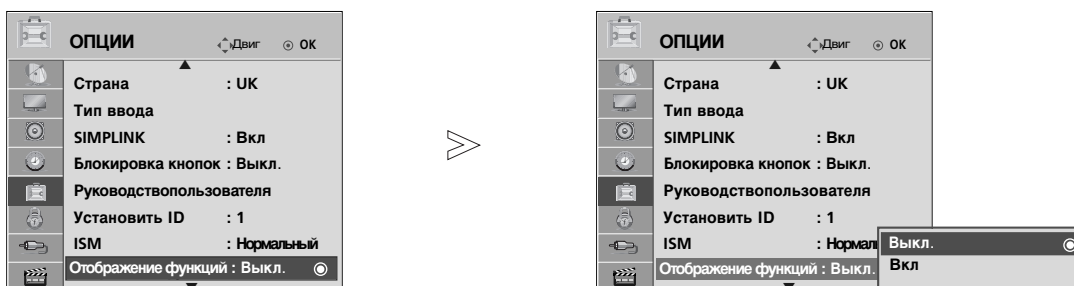 ОПЦИИ Двиг ОК
Страна : UK
Тип ввода
SIMPLINK : Вкл
Блокировка кнопок : Выкл.
Руководствопользователя
Установить ID : 1
ISM : Нормальный
Отображение функций : Выкл.
ОПЦИИ Двиг ОК
Страна : UK
Тип ввода
SIMPLINK : Вкл
Блокировка кнопок : Выкл.
Руководствопользователя
Установить ID : 1
ISM : Нормал
Отображение функций : Выкл.
Выкл.
Вкл